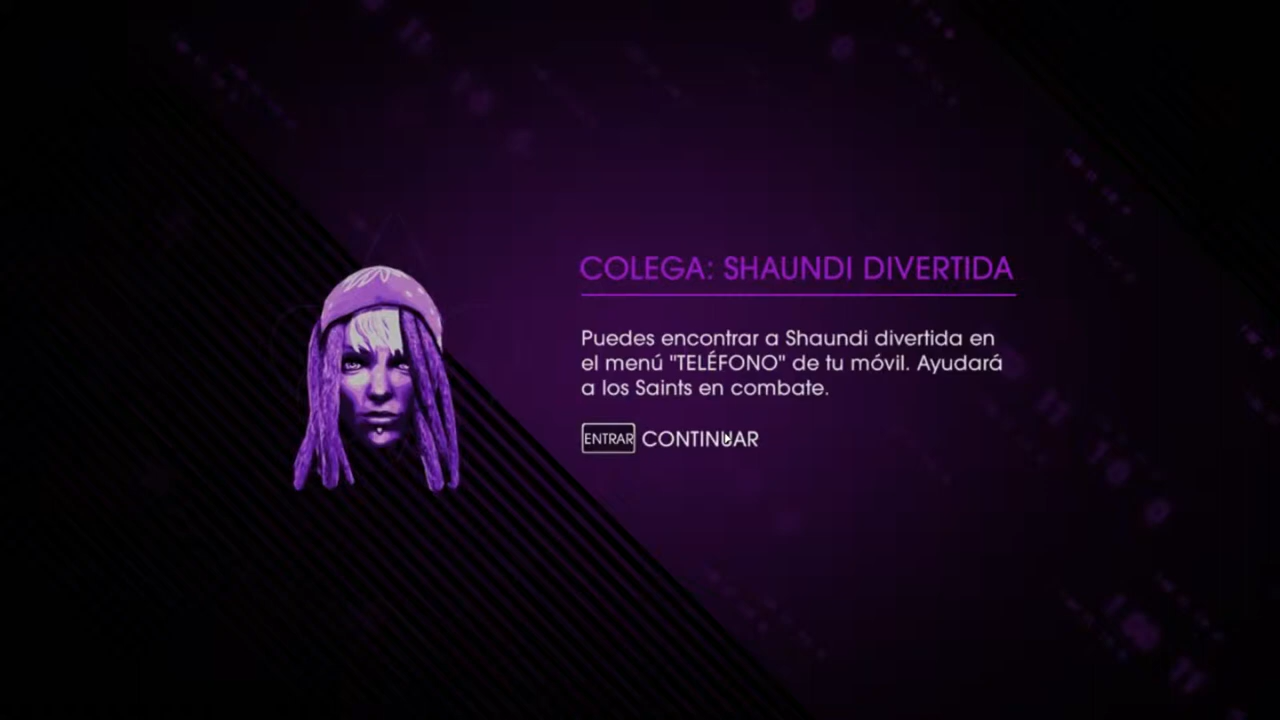 COLEGA: SHAUNDI DIVERTIDA
Puedes encontrar a Shaundi divertida en
el menú "TELÉFONO" de tu móvil. Ayudará
a los Saints en combate.
ENTRAR CONTINUAR